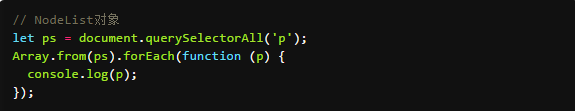 // NodeList对象
let ps = document.querySelectorAll('p');
Array.from(ps).forEach(function (p) {
  console.log(p);
});